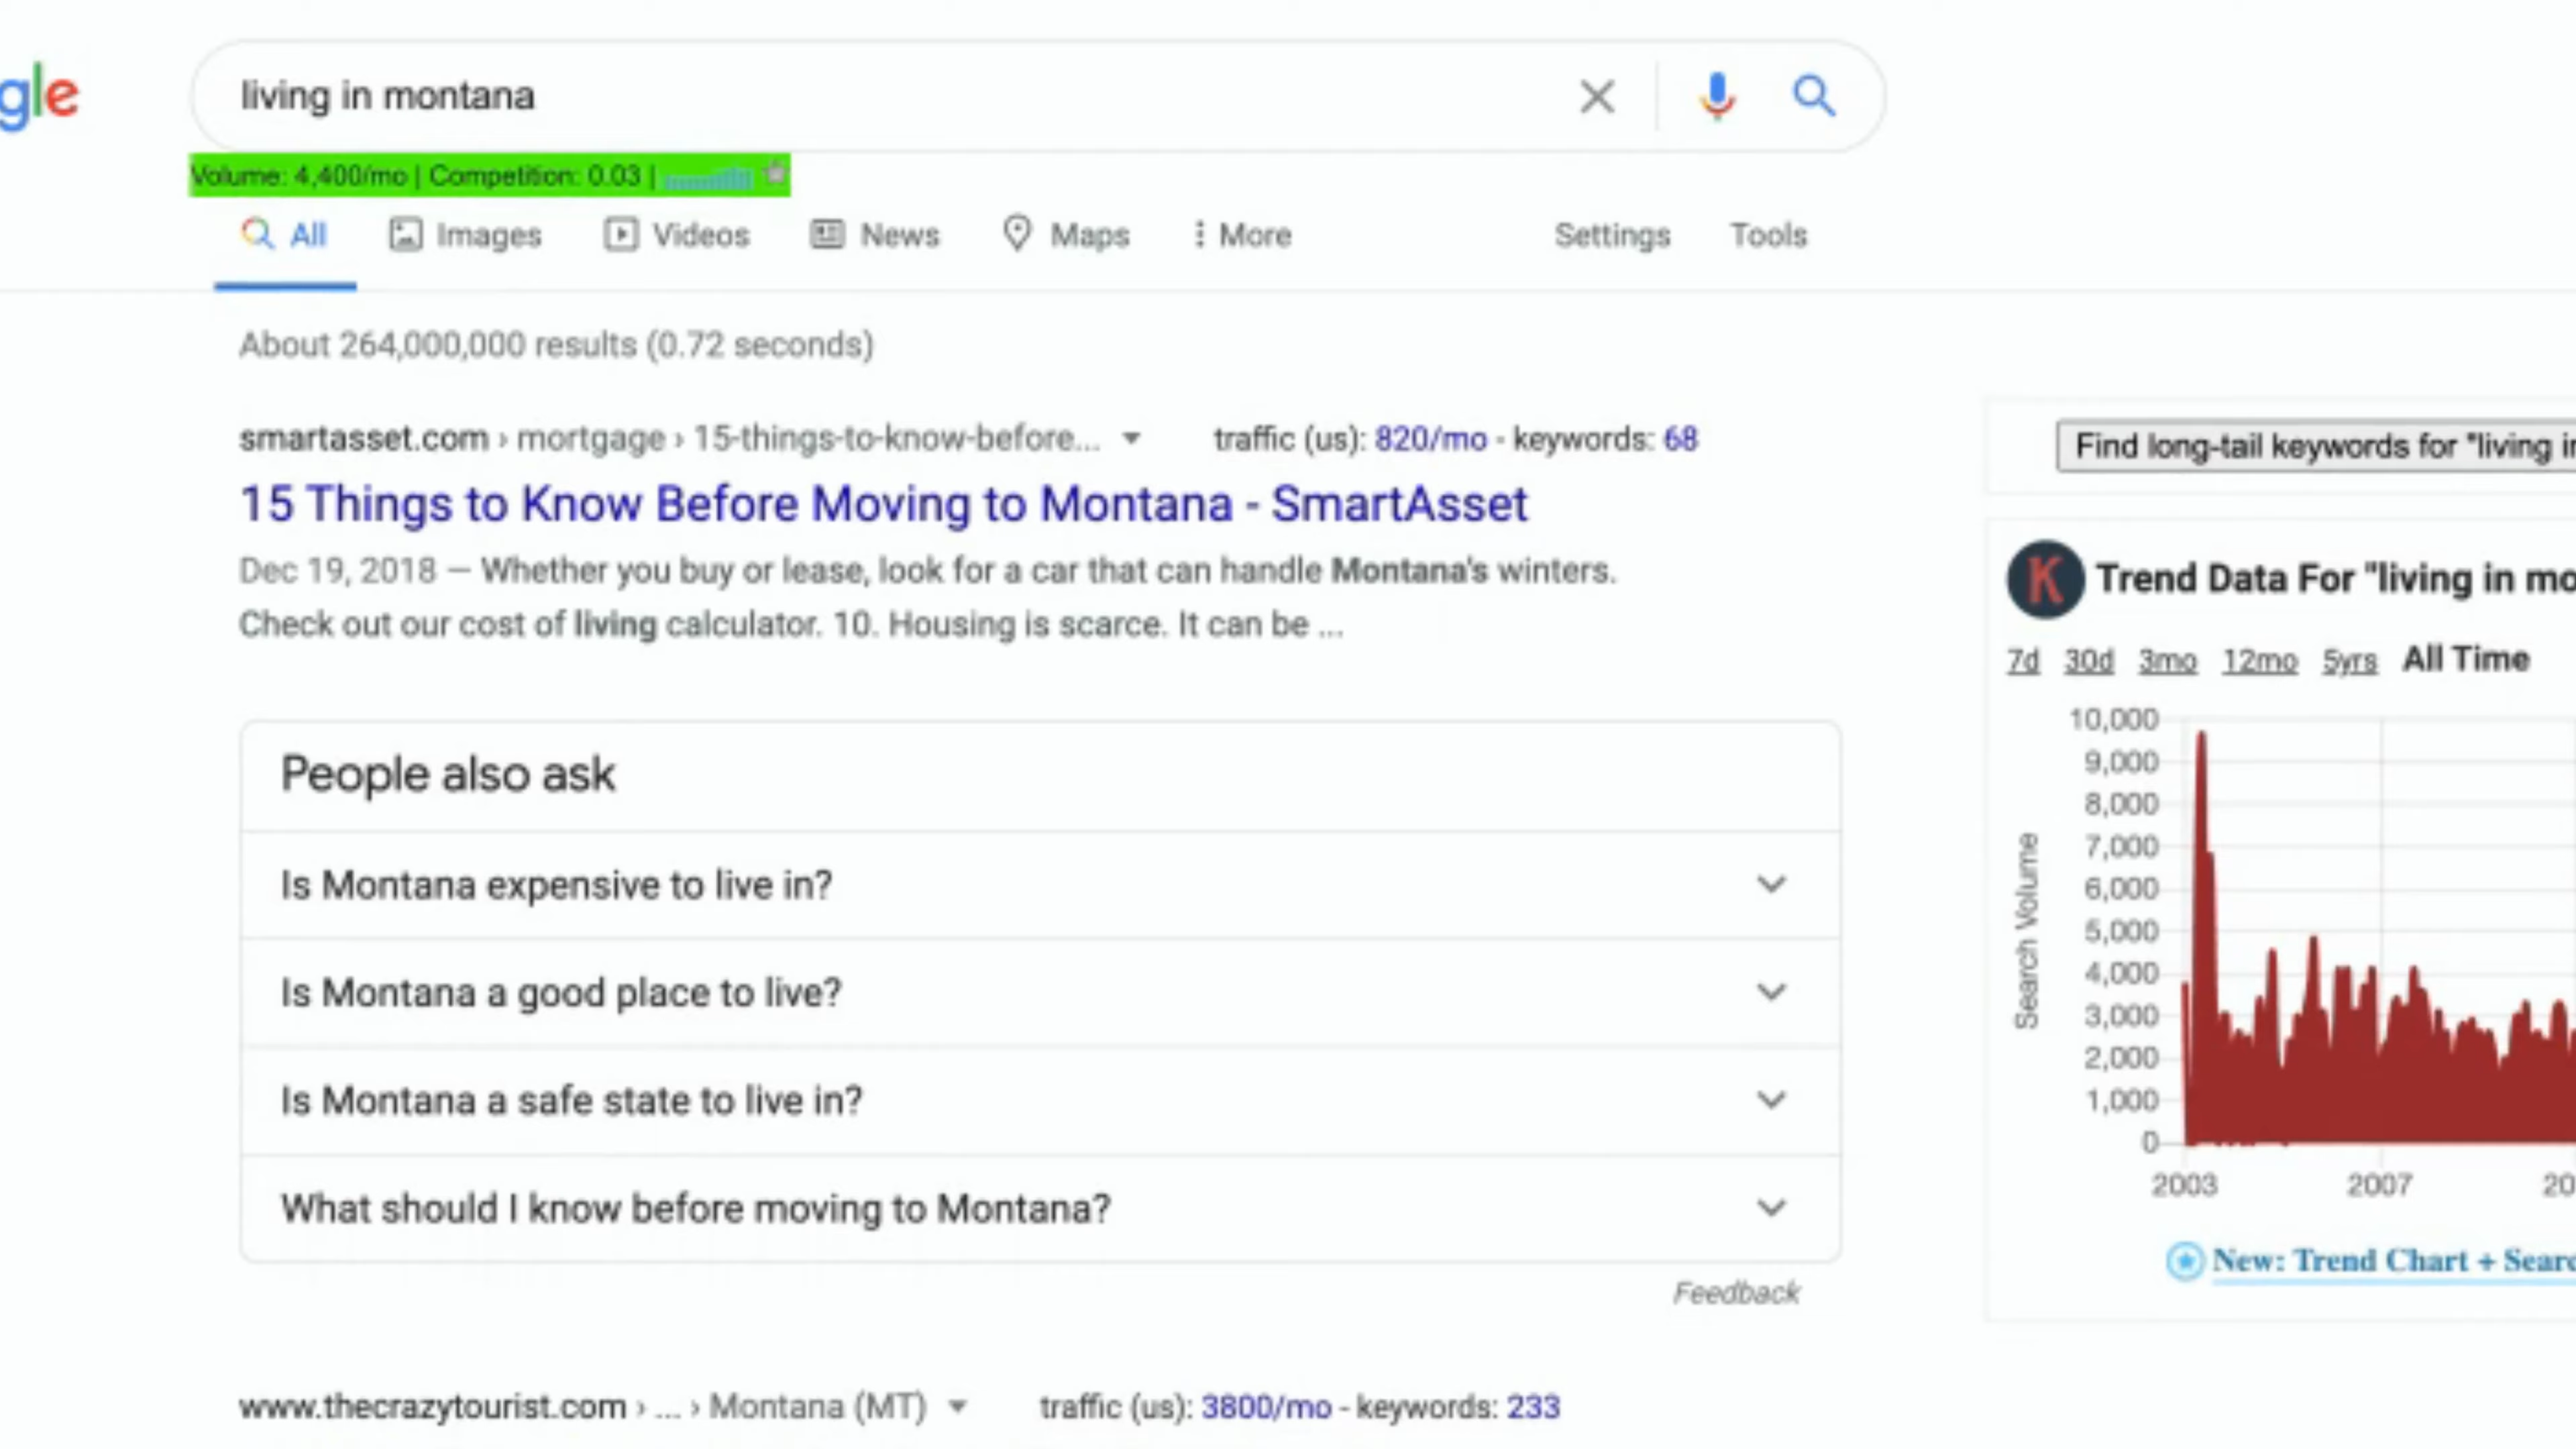 gle
living in montana
Volume: 4,400/mo | Competition: 0.03 |
All Images Videos News Maps More Settings Tools
About 264,000,000 results (0.72 seconds)
smartasset.com › mortgage › 15-things-to-know-before... traffic (us): 820/mo - keywords: 68
15 Things to Know Before Moving to Montana - SmartAsset
Dec 19, 2018 — Whether you buy or lease, look for a car that can handle Montana's winters.
Check out our cost of living calculator. 10. Housing is scarce. It can be ...
People also ask
Is Montana expensive to live in?
Is Montana a good place to live?
Is Montana a safe state to live in?
What should I know before moving to Montana?
Feedback
www.thecrazytourist.com › ... › Montana (MT) traffic (us): 3800/mo - keywords: 233
Find long-tail keywords for "living in
K
Trend Data For "living in mo
7d 30d 3mo 12mo 5yrs All Time
Search Volume
10,000
9,000
8,000
7,000
6,000
5,000
4,000
3,000
2,000
1,000
0
2003 2007 20
New: Trend Chart + Searc